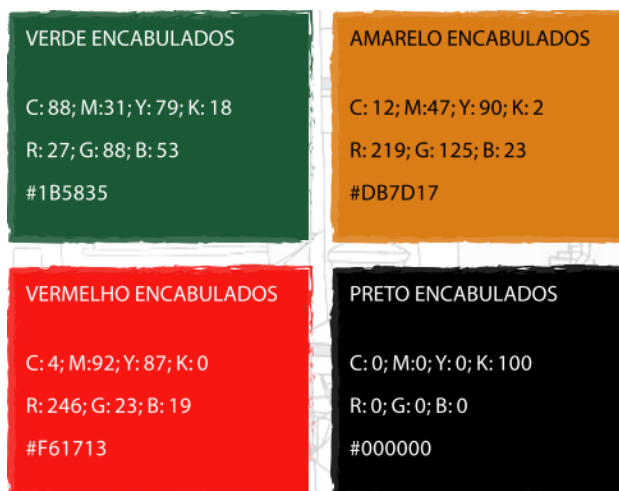 VERDE ENCABULADOS
C: 88; M:31; Y: 79; K: 18
R: 27; G: 88; B: 53
#1B5835
AMARELO ENCABULADOS
C: 12; M:47; Y: 90; K: 2
R: 219; G: 125; B: 23
#DB7D17
VERMELHO ENCABULADOS
C: 4; M:92; Y: 87; K: 0
R: 246; G: 23; B: 19
#F61713
PRETO ENCABULADOS
C: 0; M:0; Y: 0; K: 100
R: 0; G: 0; B: 0
#000000